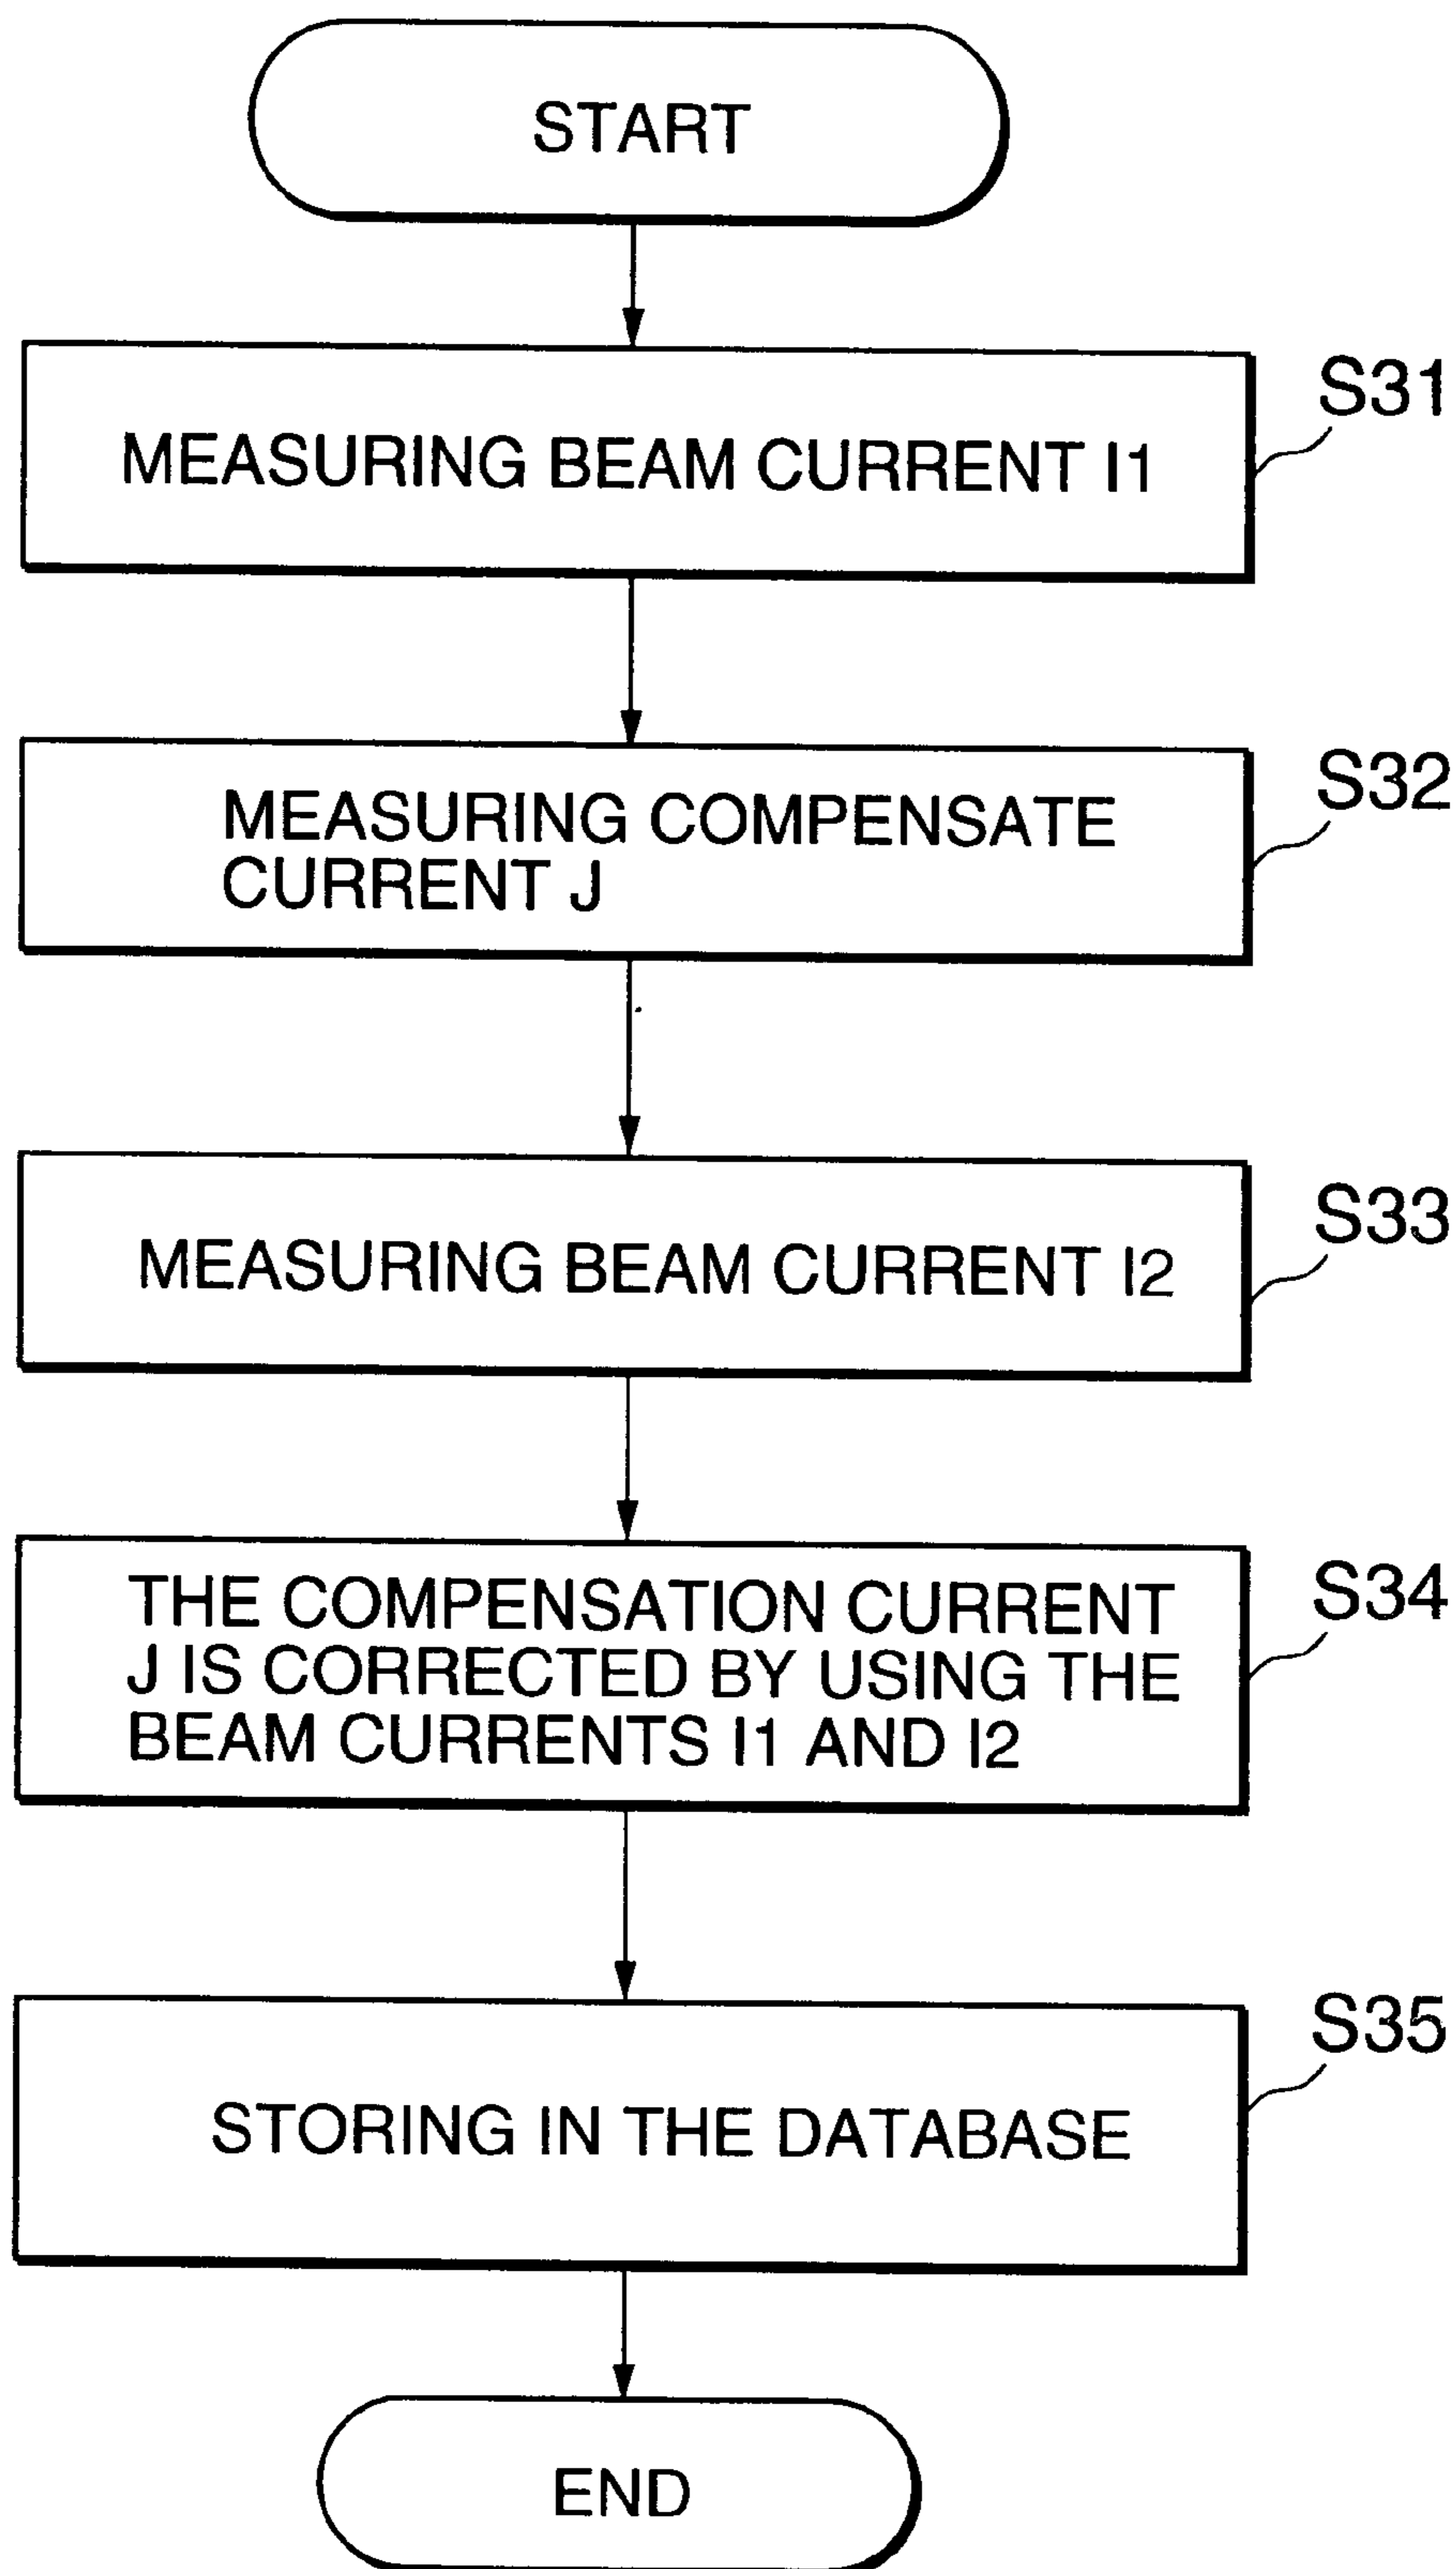 START
S31
MEASURING BEAM CURRENT I1
S32
MEASURING COMPENSATE
CURRENT J
S33
MEASURING BEAM CURRENT I2
S34
THE COMPENSATION CURRENT
J IS CORRECTED BY USING THE
BEAM CURRENTS I1 AND I2
S35
STORING IN THE DATABASE
END